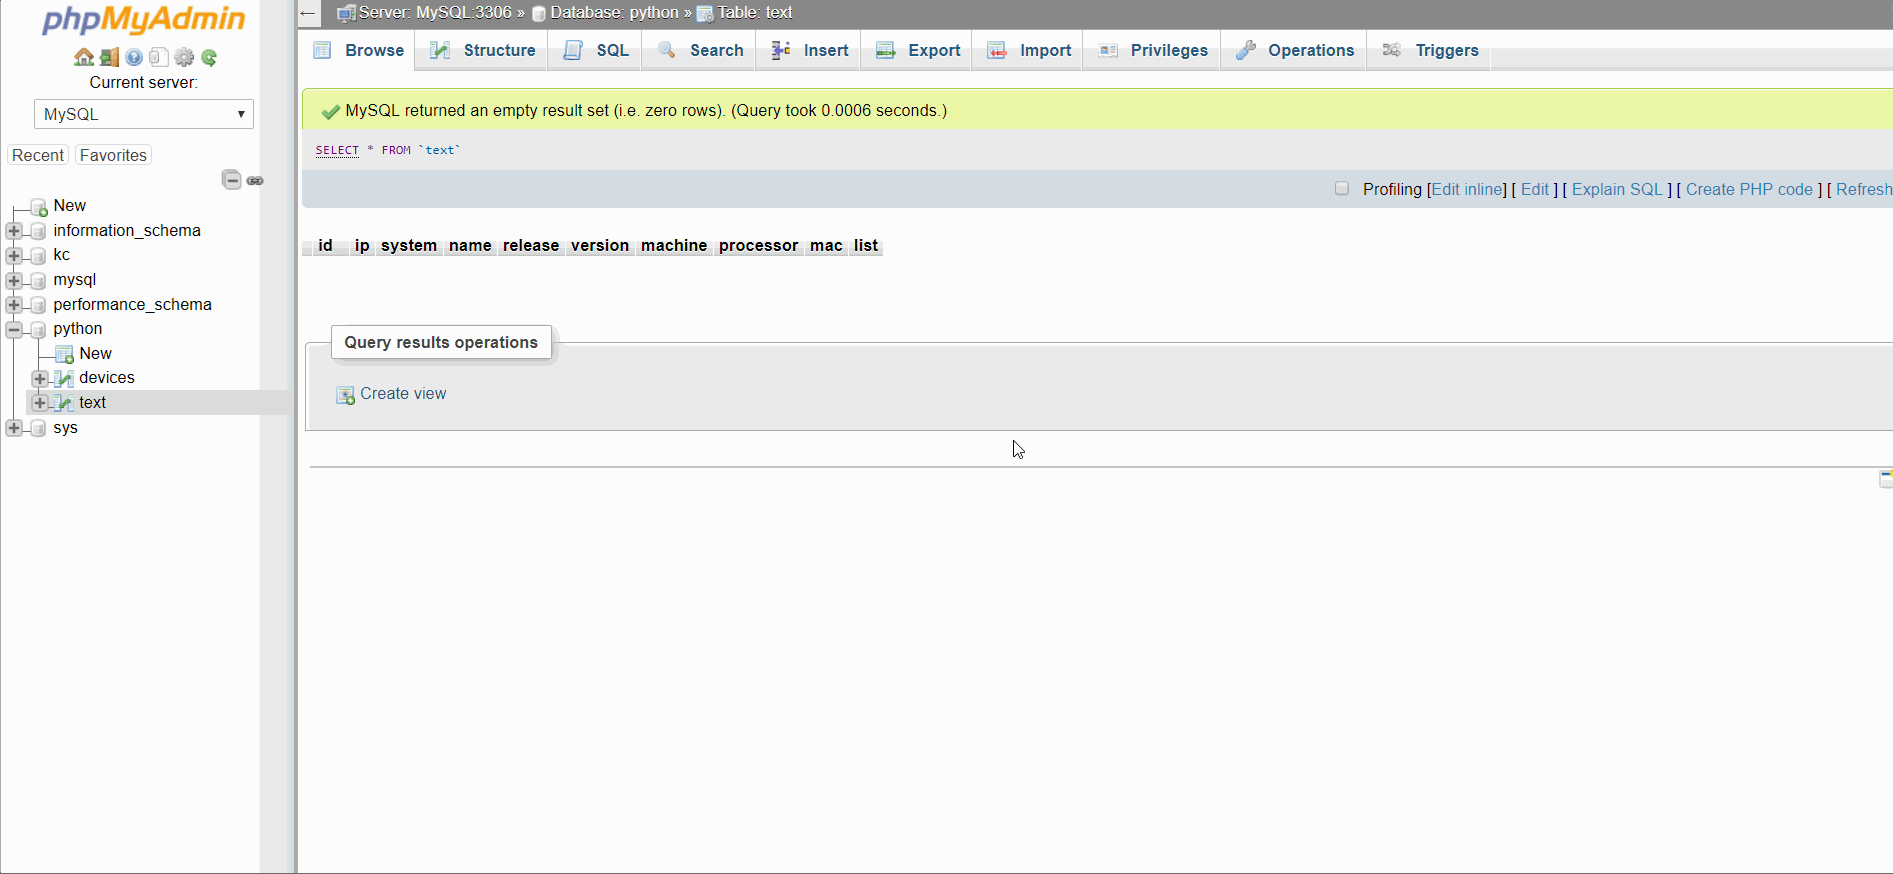 phpMyAdmin
Current server:
MySQL
Recent
Favorites
New
information_schema
kc
mysql
performance_schema
python
New
devices
text
sys
Server: MySQL:3306 » Database: python » Table: text
Browse Structure SQL Search Insert Export Import Privileges Operations Triggers
MySQL returned an empty result set (i.e. zero rows). (Query took 0.0006 seconds.)
SELECT * FROM `text`
Profiling [Edit inline] [ Edit ] [ Explain SQL ] [ Create PHP code ] [ Refresh
id ip system name release version machine processor mac list
Query results operations
Create view